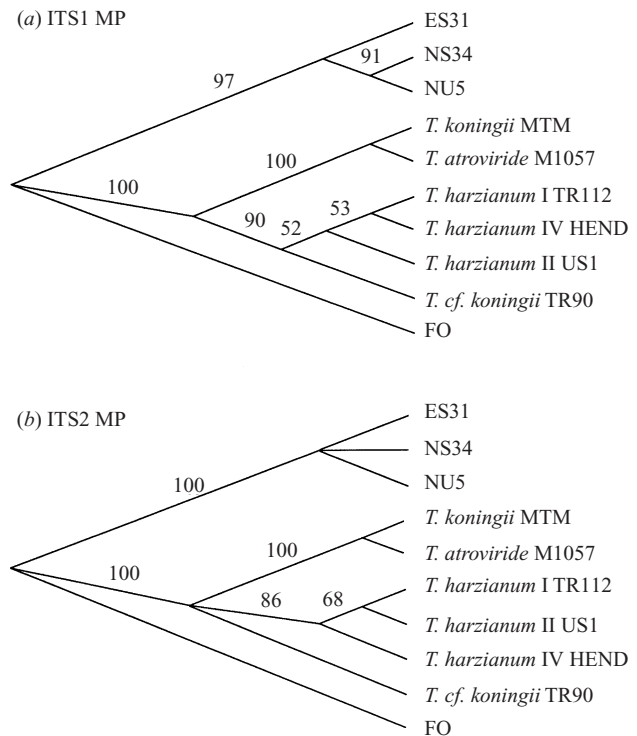 (a) ITS1 MP
ES31
91
NS34
97
NU5
T. koningii MTM
100
T. atroviride M1057
100
T. harzianum I TR112
90
53
52
T. harzianum IV HEND
T. harzianum II US1
T. cf. koningii TR90
FO
(b) ITS2 MP
ES31
NS34
100
NU5
T. koningii MTM
100
T. atroviride M1057
100
T. harzianum I TR112
86
68
T. harzianum II US1
T. harzianum IV HEND
T. cf. koningii TR90
FO